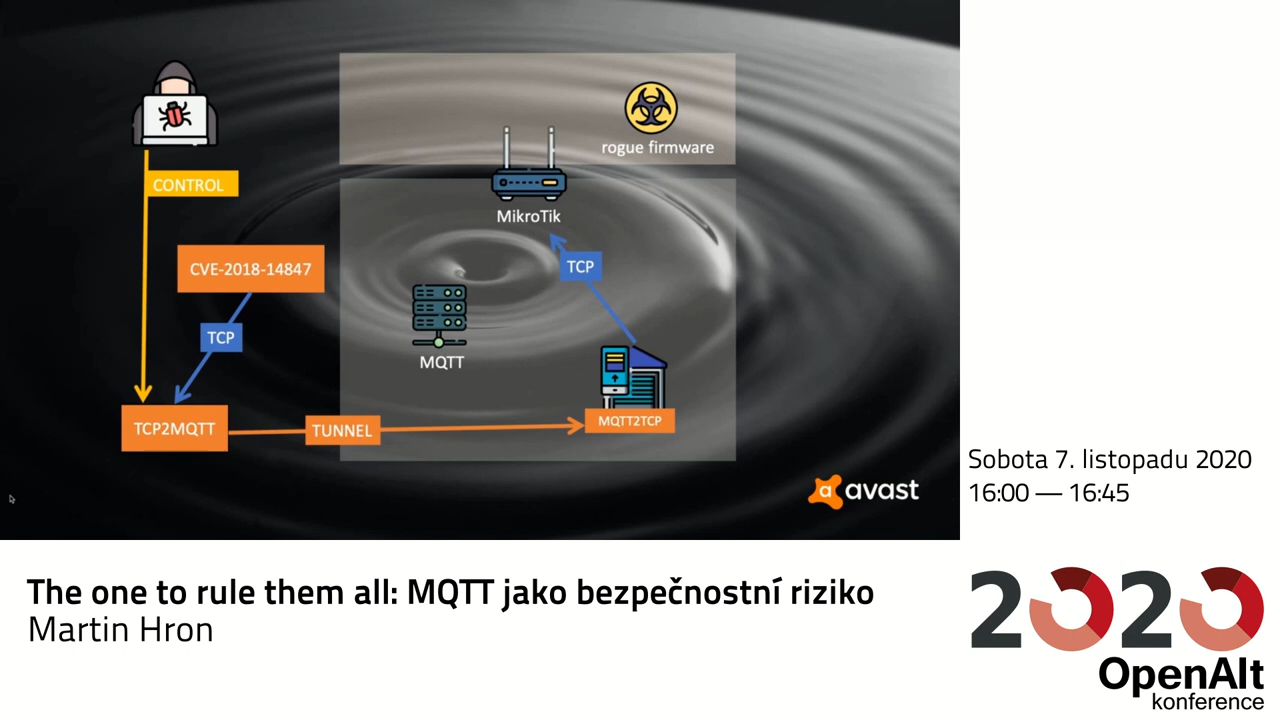 rogue firmware
CONTROL
MikroTik
CVE-2018-14847
TCP
TCP
MQTT
MQTT2TCP
TCP2MQTT
TUNNEL
a avast
Sobota 7. listopadu 2020
16:00 — 16:45
The one to rule them all: MQTT jako bezpečnostní riziko
Martin Hron
2020
OpenAlt
konference